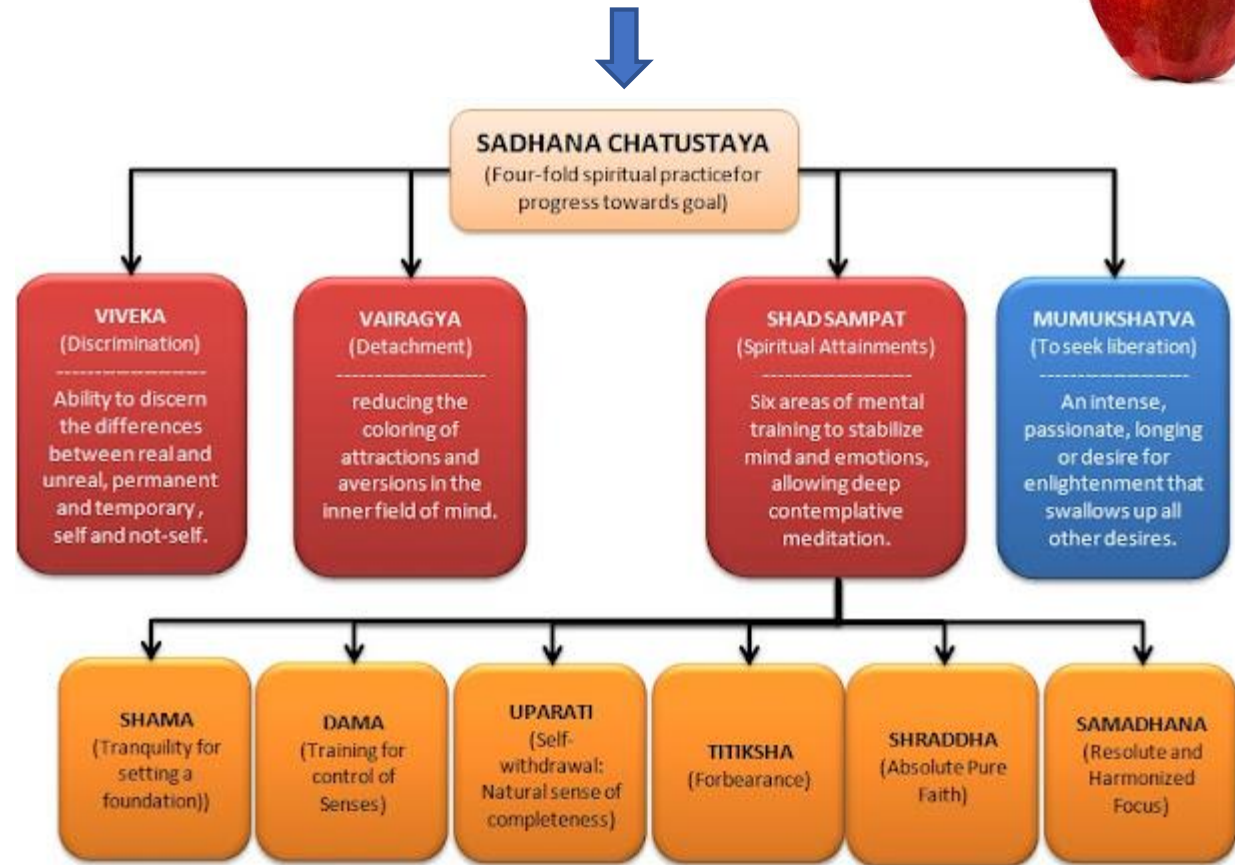 SADHANA CHATUSTAYA
(Four-fold spiritual practice for
progress towards goal)
VIVEKA
(Discrimination)
-----------------------
Ability to discern
the differences
between real and
unreal, permanent
and temporary ,
self and not-self.
VAIRAGYA
(Detachment)
-----------------------
reducing the
coloring of
attractions and
aversions in the
inner field of mind.
SHAD SAMPAT
(Spiritual Attainments)
-----------------------
Six areas of mental
training to stabilize
mind and emotions,
allowing deep
contemplative
meditation.
MUMUKSHATVA
(To seek liberation)
-----------------------
An intense,
passionate, longing
or desire for
enlightenment that
swallows up all
other desires.
SHAMA
(Tranquility for
setting a
foundation))
DAMA
(Training for
control of
Senses)
UPARATI
(Self-
withdrawal:
Natural sense of
completeness)
TITIKSHA
(Forbearance)
SHRADDHA
(Absolute Pure
Faith)
SAMADHANA
(Resolute and
Harmonized
Focus)